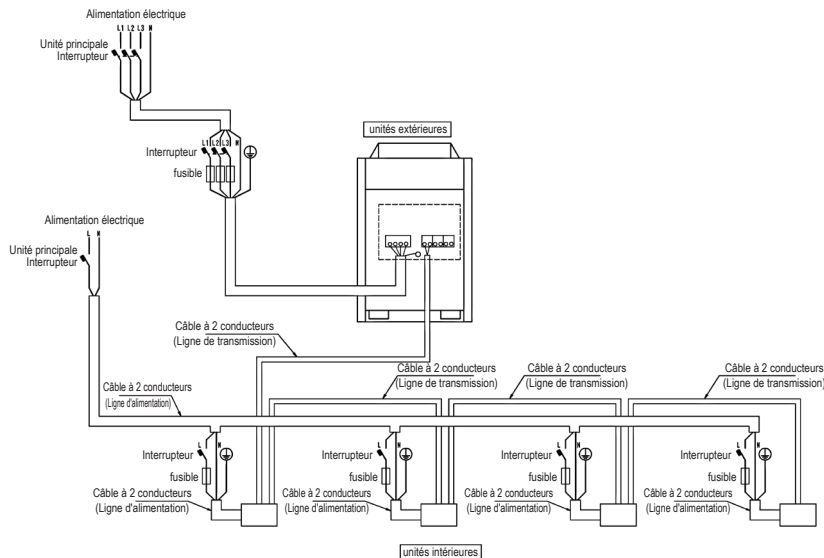 Alimentation électrique
L1 L2 L3 N
Unité principale
Interrupteur
unités extérieures
L1 L2 L3 N
Interrupteur
fusible
Alimentation électrique
L N
Unité principale
Interrupteur
Câble à 2 conducteurs
(Ligne de transmission)
Câble à 2 conducteurs
(Ligne de transmission)
Câble à 2 conducteurs
(Ligne de transmission)
Câble à 2 conducteurs
(Ligne de transmission)
Câble à 2 conducteurs
(Ligne d'alimentation)
L N
L N
L N
L N
Interrupteur
Interrupteur
Interrupteur
Interrupteur
fusible
fusible
fusible
fusible
Câble à 2 conducteurs
(Ligne d'alimentation)
Câble à 2 conducteurs
(Ligne d'alimentation)
Câble à 2 conducteurs
(Ligne d'alimentation)
Câble à 2 conducteurs
(Ligne d'alimentation)
unités intérieures